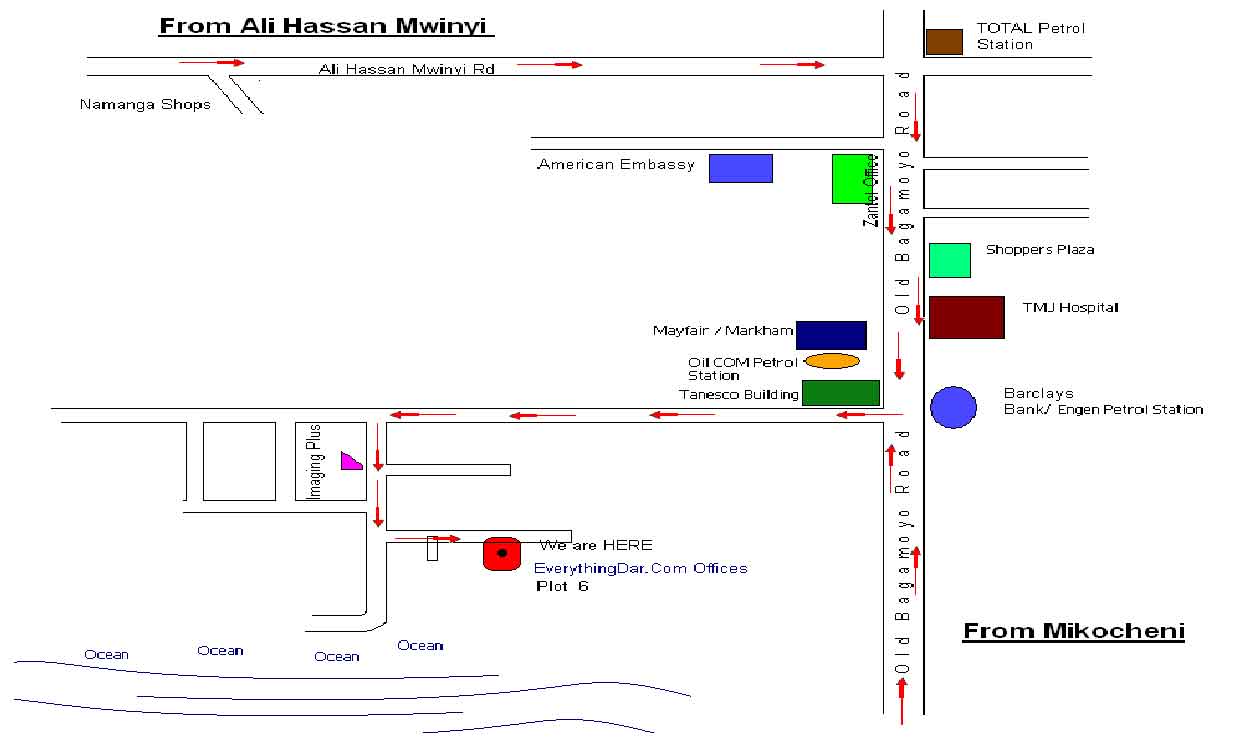 From Ali Hassan Mwinyi
TOTAL Petrol
Station
Ali Hassan Mwinyi Rd
Namanga Shops
Old Bagamoyo Road
American Embassy
Zantel Office
Shoppers Plaza
TMJ Hospital
Mayfair / Markham
Oil COM Petrol
Station
Tanesco Building
Barclays
Bank/ Engen Petrol Station
Imaging Plus
Old Bagamoyo Road
We are HERE
EverythingDar.Com Offices
Plot 6
From Mikocheni
Ocean
Ocean
Ocean
Ocean